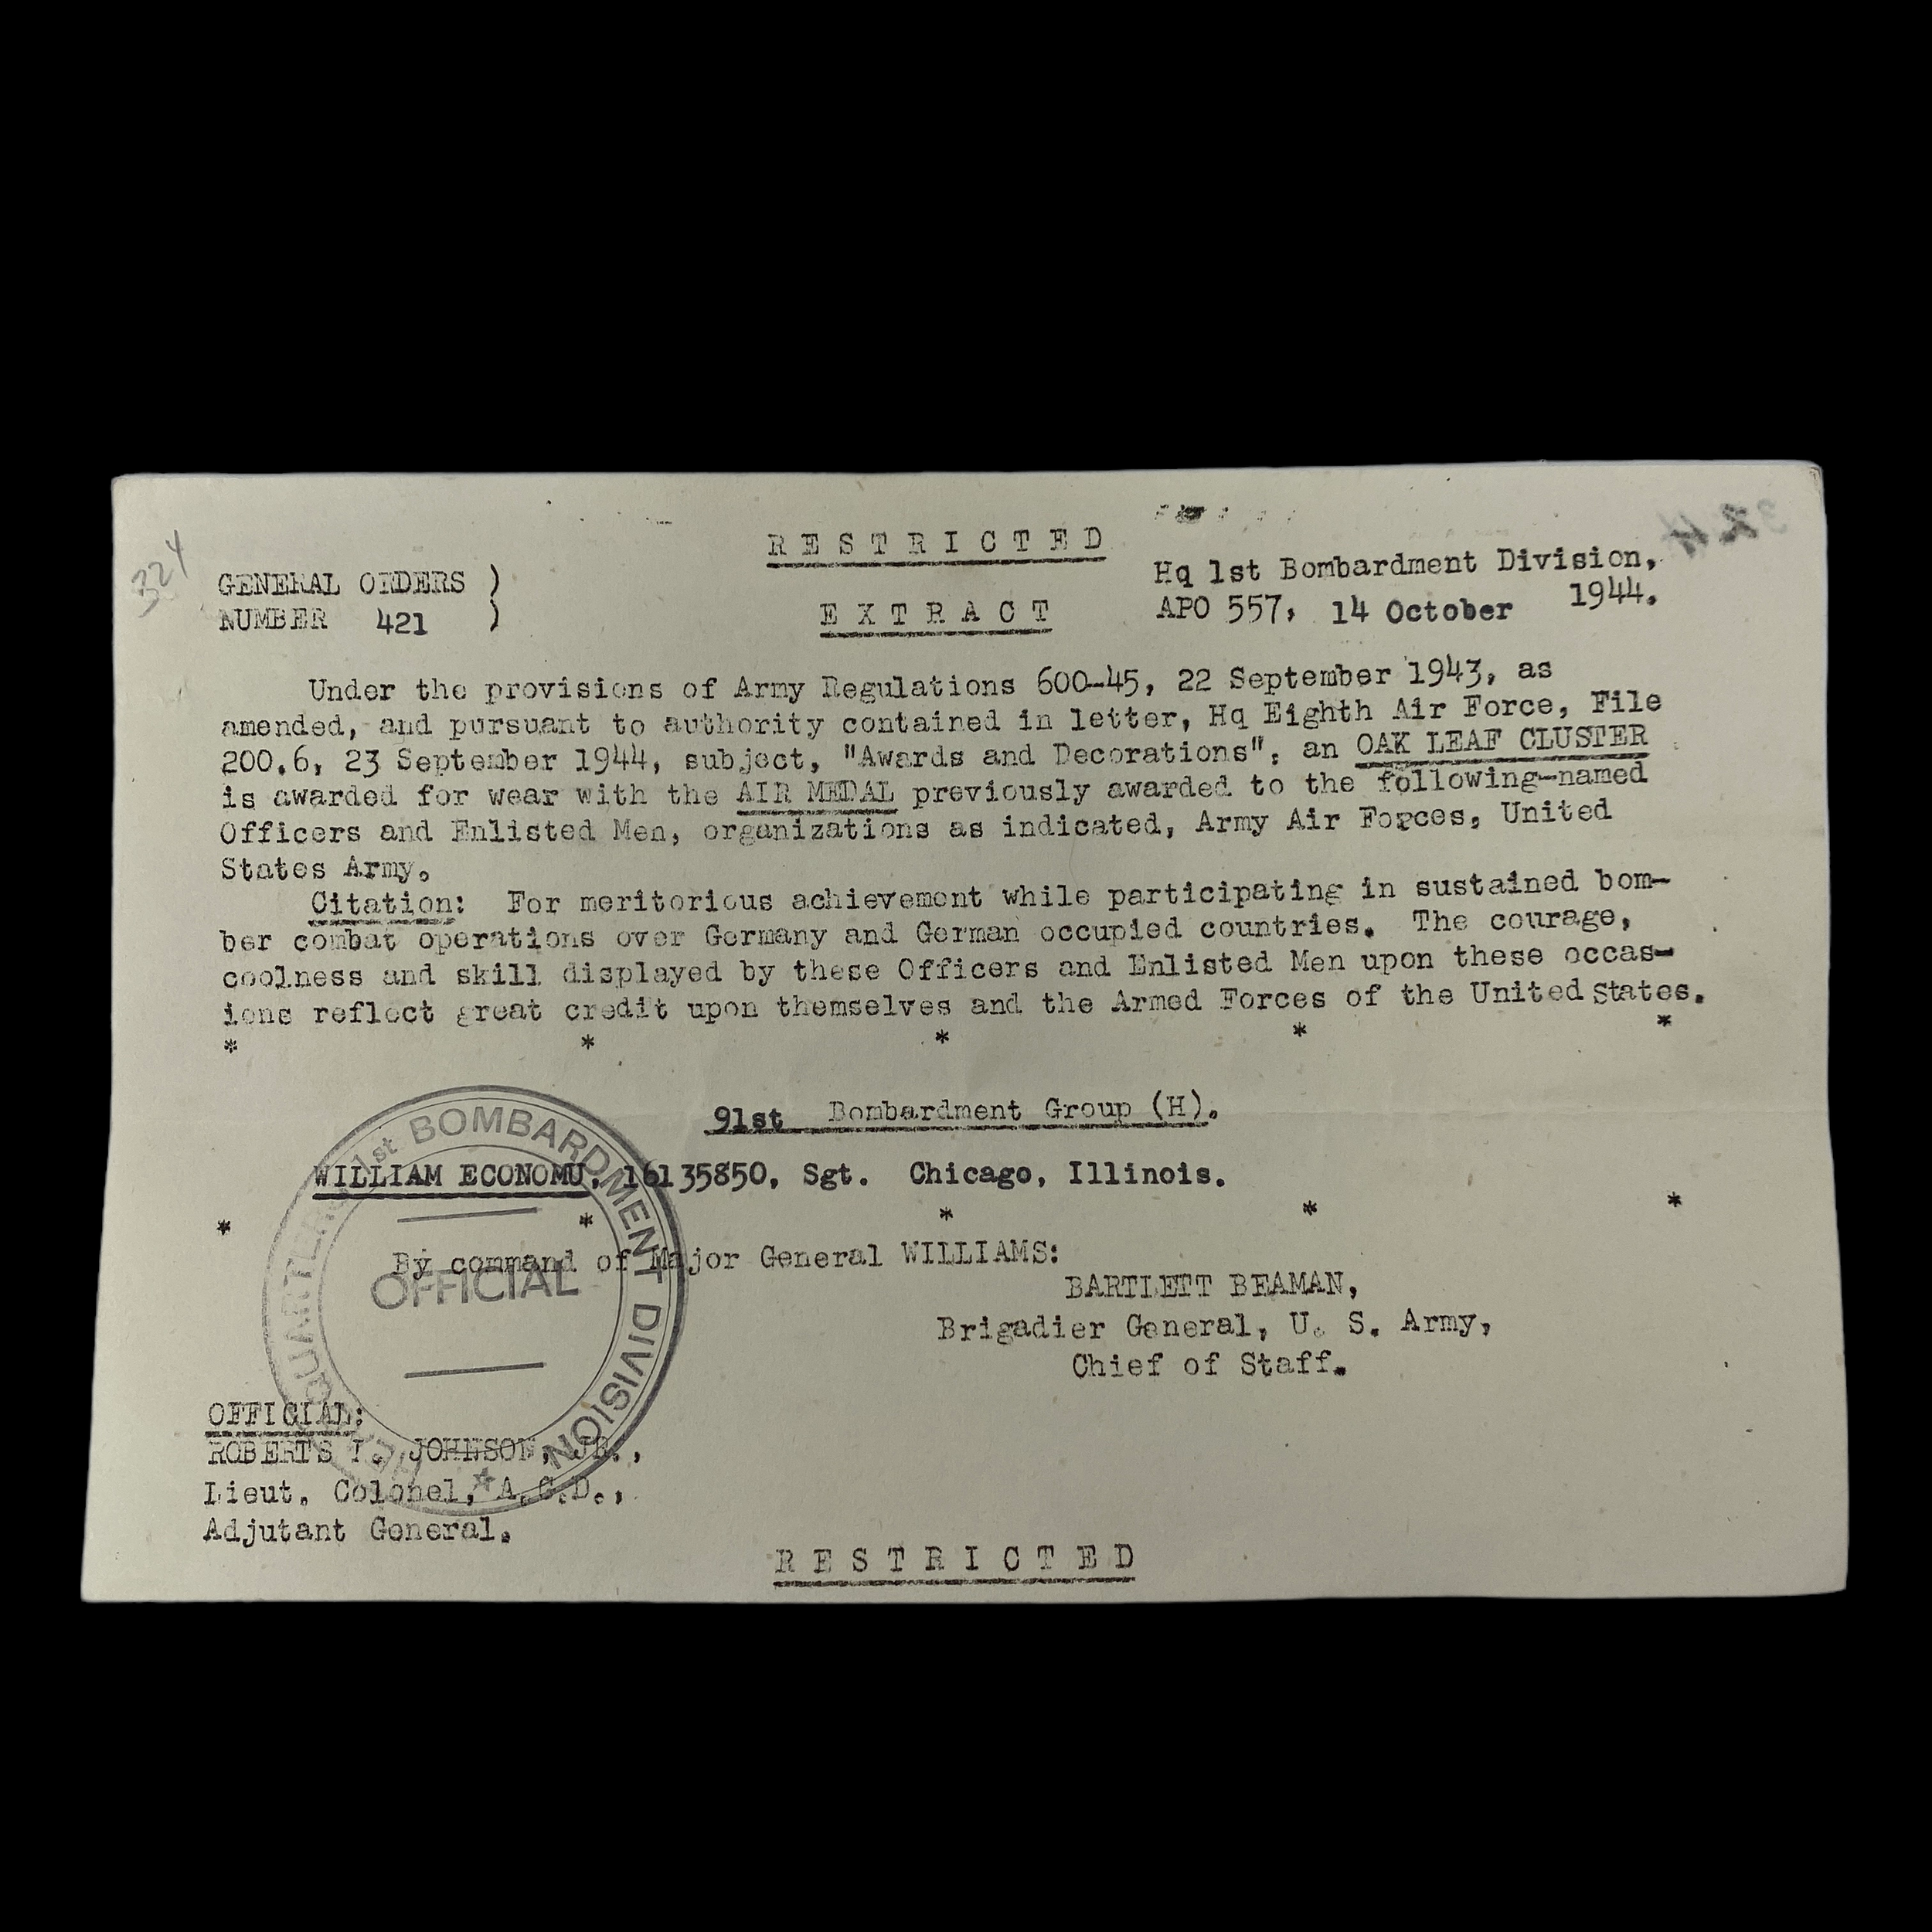 324
RESTRICTED
GENERAL ORDERS )
NUMBER 421 )
EXTRACT
Hq 1st Bombardment Division,
APO 557, 14 October 1944.
Under the provisions of Army Regulations 600-45, 22 September 1943, as
amended, and pursuant to authority contained in letter, Hq Eighth Air Force, File
200.6, 23 September 1944, subject, "Awards and Decorations", an OAK LEAF CLUSTER
is awarded for wear with the AIR MEDAL previously awarded to the following-named
Officers and Enlisted Men, organizations as indicated, Army Air Forces, United
States Army.
Citation: For meritorious achievement while participating in sustained bom-
ber combat operations over Germany and German occupied countries. The courage,
coolness and skill displayed by these Officers and Enlisted Men upon these occas-
ions reflect great credit upon themselves and the Armed Forces of the United States.
* * * * *
91st Bombardment Group (H).
WILLIAM ECONOMU, 16135850, Sgt. Chicago, Illinois.
* * * * *
By command of Major General WILLIAMS:
BARTLETT BEAMAN,
Brigadier General, U. S. Army,
Chief of Staff.
HEADQUARTERS 1st BOMBARDMENT DIVISION
OFFICIAL
OFFICIAL:
ROBERTS I. JOHNSON, JR.,
Lieut. Colonel, A.G.D.,
Adjutant General.
RESTRICTED